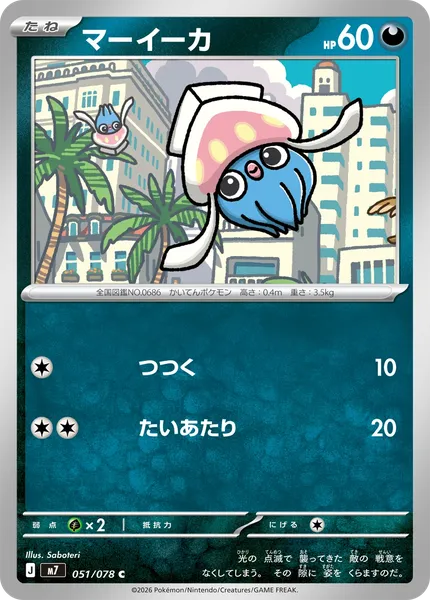 たね
マーイーカ
HP60
全国図鑑NO.0686 かいてんポケモン 高さ:0.4m 重さ:3.5kg
つつく 10
たいあたり 20
弱点 ×2 抵抗力 にげる
Illus. Saboteri
J m7 051/078 C
光の点滅で襲ってきた敵の戦意を
なくしてしまう。その隙に姿をくらますのだ。
©2026 Pokémon/Nintendo/Creatures/GAME FREAK.